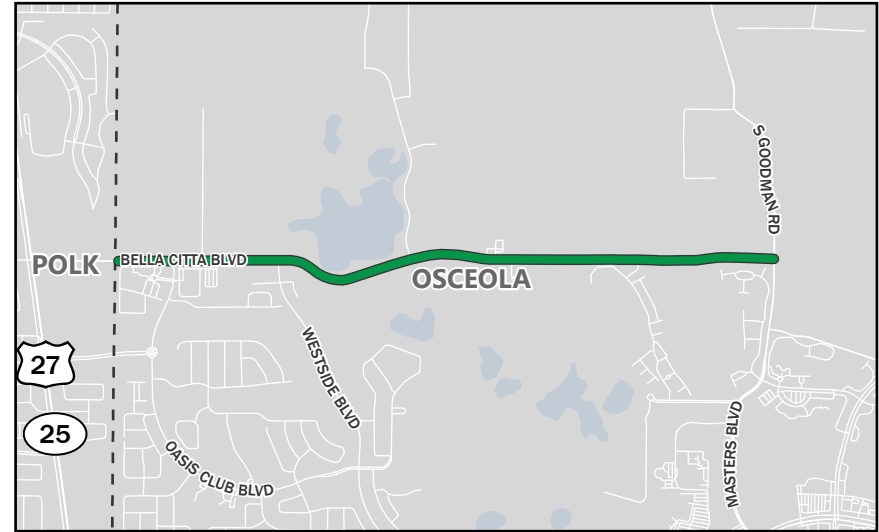 S GOODMAN RD
POLK
BELLA CITTA BLVD
OSCEOLA
27
WESTSIDE BLVD
25
OASIS CLUB BLVD
MASTERS BLVD